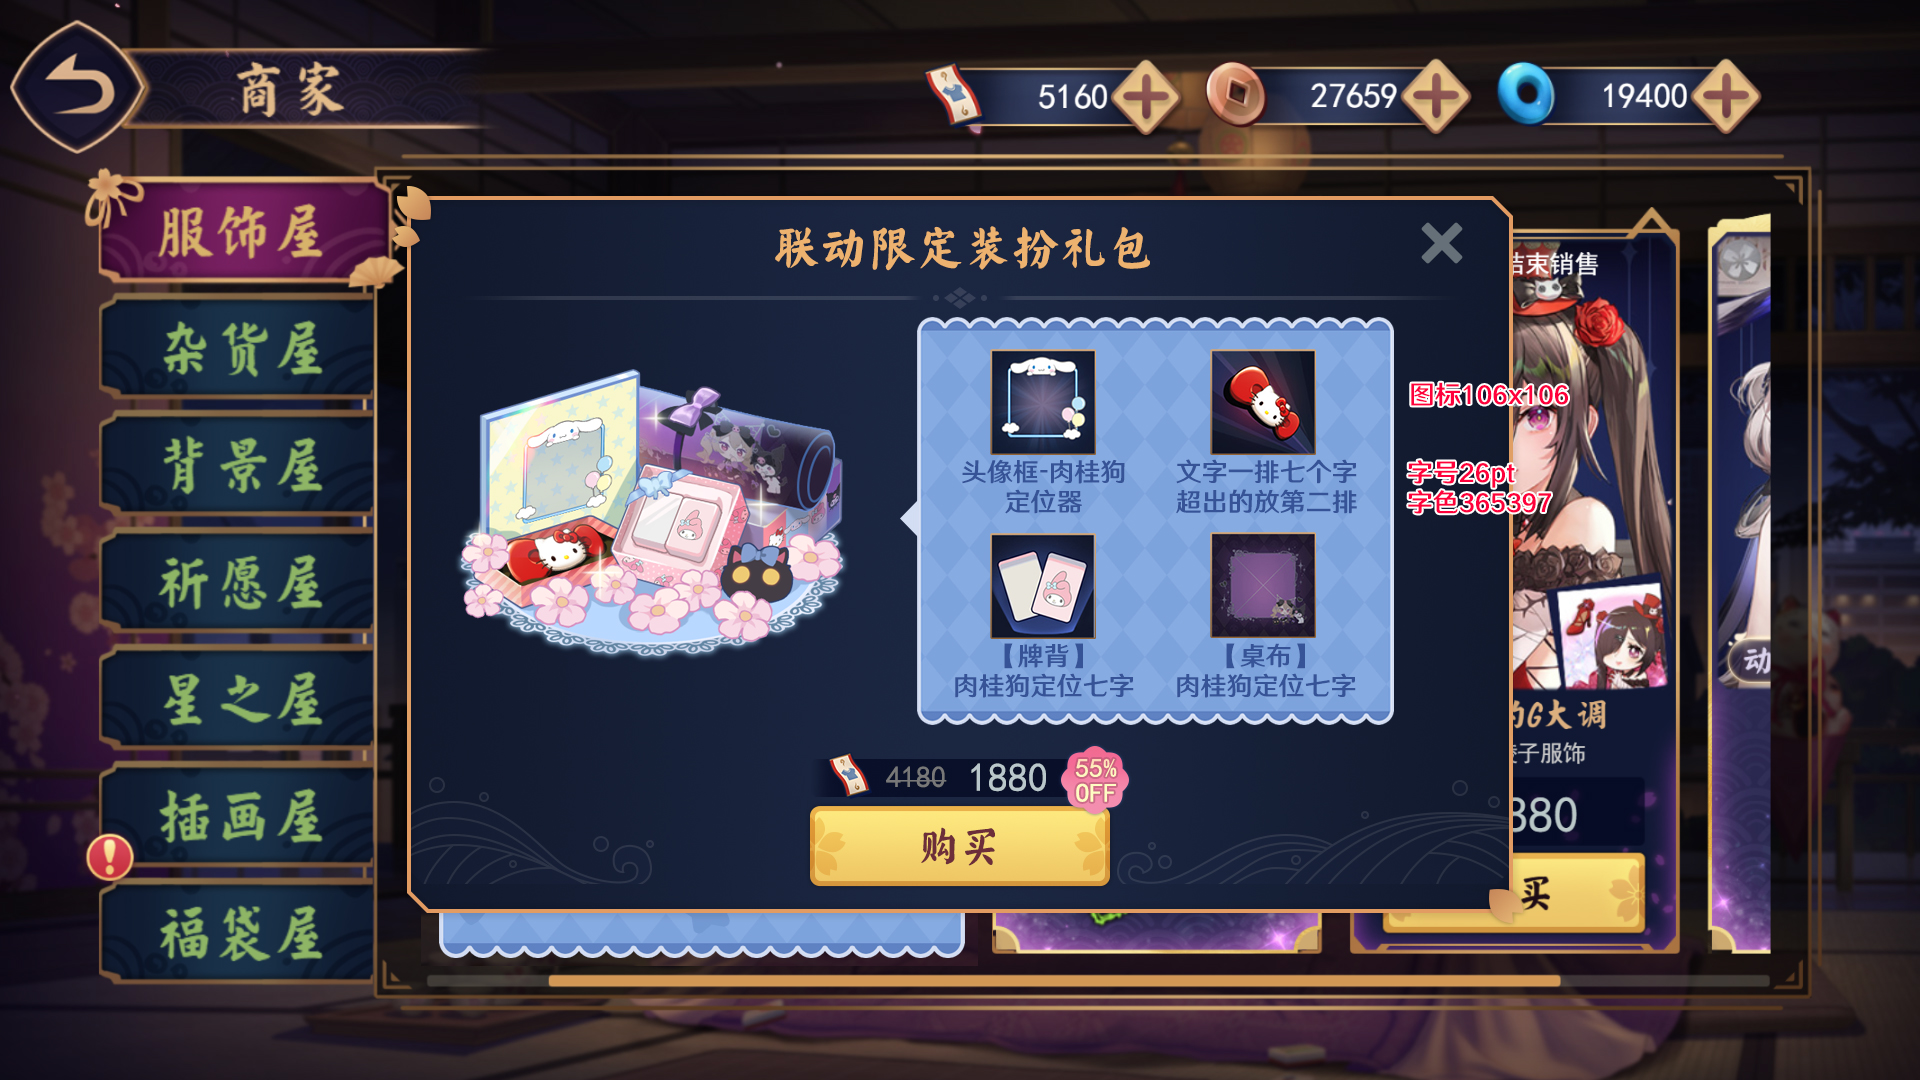 商家
5160
27659
19400
服饰屋
杂货屋
背景屋
祈愿屋
星之屋
插画屋
福袋屋
联动限定装扮礼包
结束销售
头像框-肉桂狗
定位器
文字一排七个字
超出的放第二排
【牌背】
肉桂狗定位七字
【桌布】
肉桂狗定位七字
图标106x106
字号26pt
字色365397
4180
1880
55%
OFF
购买
G大调
子服饰
880
买
动